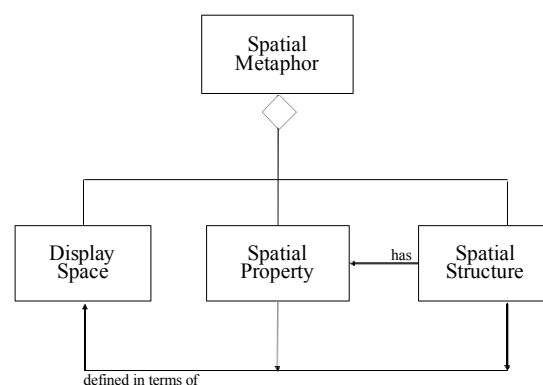 Spatial
Metaphor
Display
Space
Spatial
Property
has
Spatial
Structure
defined in terms of